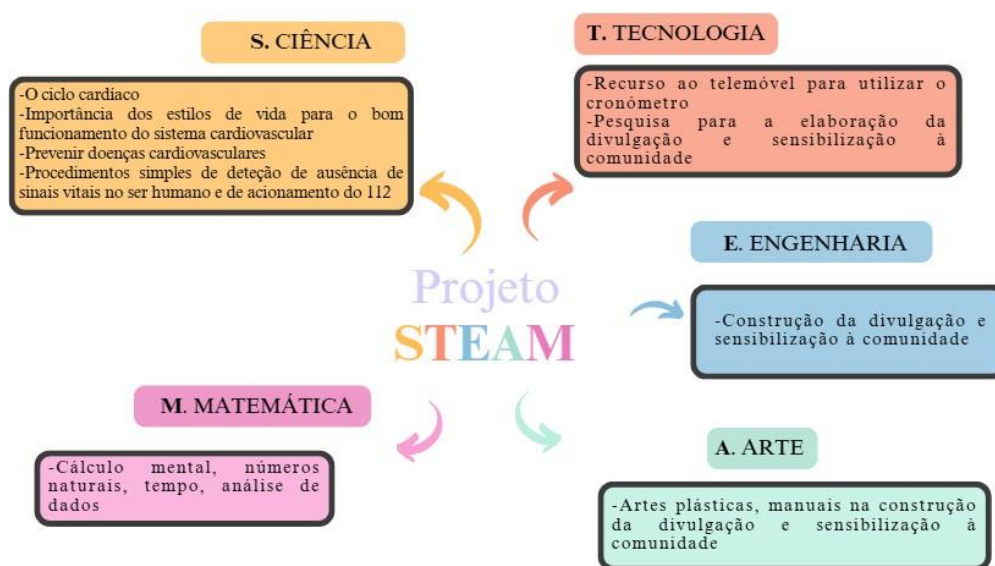 S. CIÊNCIA
-O ciclo cardíaco
-Importância dos estilos de vida para o bom
funcionamento do sistema cardiovascular
-Prevenir doenças cardiovasculares
-Procedimentos simples de deteção de ausência de
sinais vitais no ser humano e de acionamento do 112
T. TECNOLOGIA
-Recurso ao telemóvel para utilizar o
cronómetro
-Pesquisa para a elaboração da
divulgação e sensibilização à
comunidade
E. ENGENHARIA
-Construção da divulgação e
sensibilização à comunidade
Projeto
STEAM
M. MATEMÁTICA
-Cálculo mental, números
naturais, tempo, análise de
dados
A. ARTE
-Artes plásticas, manuais na construção
da divulgação e sensibilização à
comunidade